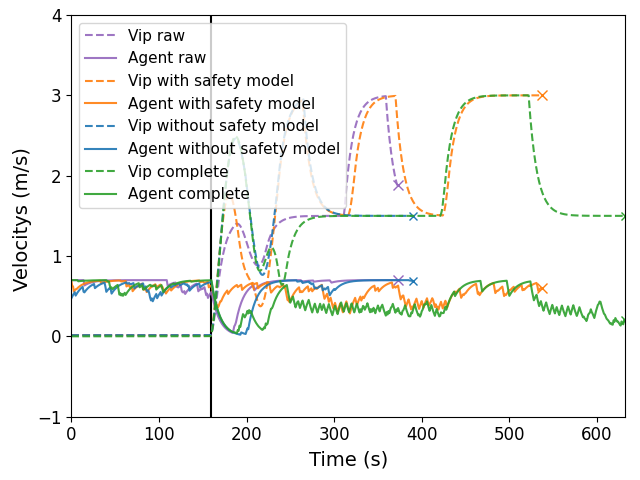 4
3
2
1
0
−1
Velocitys (m/s)
Vip raw
Agent raw
Vip with safety model
Agent with safety model
Vip without safety model
Agent without safety model
Vip complete
Agent complete
0 100 200 300 400 500 600
Time (s)